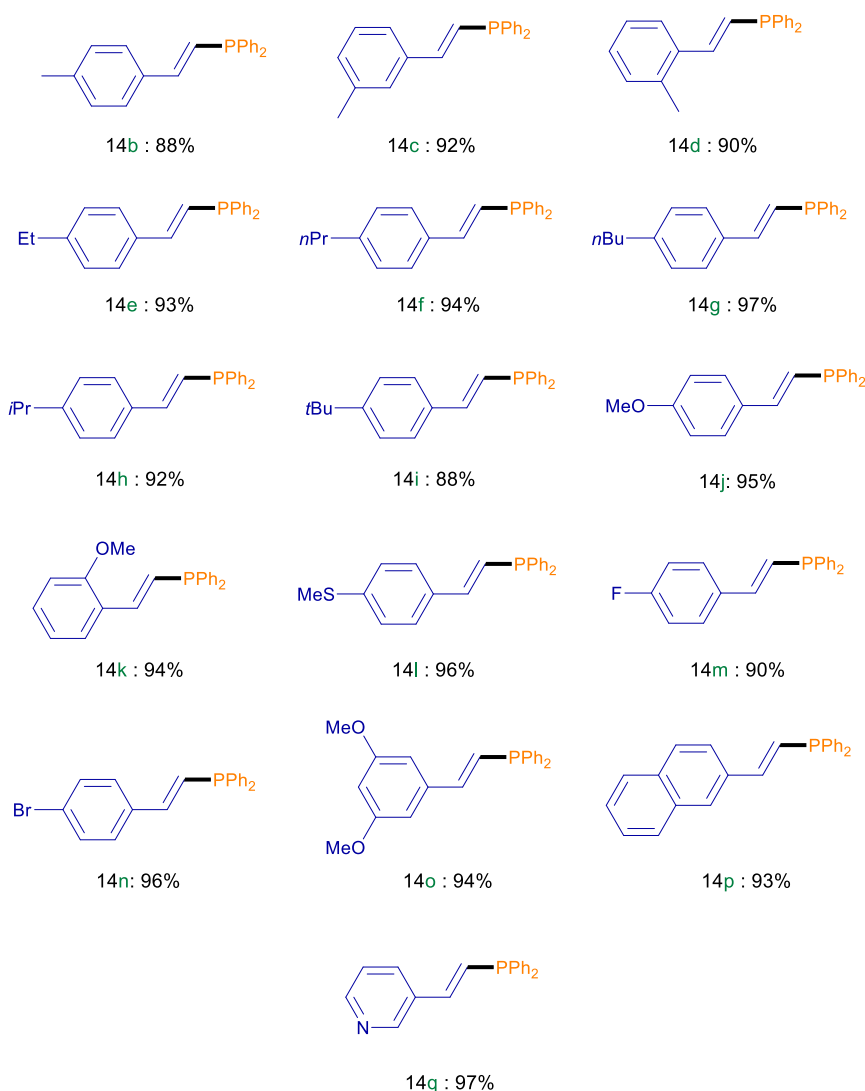 PPh2 PPh2 PPh2
14b : 88% 14c : 92% 14d : 90%
Et PPh2 nPr PPh2 nBu PPh2
14e : 93% 14f : 94% 14g : 97%
iPr PPh2 tBu PPh2 MeO PPh2
14h : 92% 14i : 88% 14j: 95%
OMe PPh2 MeS PPh2 F PPh2
14k : 94% 14l : 96% 14m : 90%
Br PPh2 MeO PPh2 OMe PPh2
14n: 96% 14o : 94% 14p : 93%
N PPh2
14q : 97%